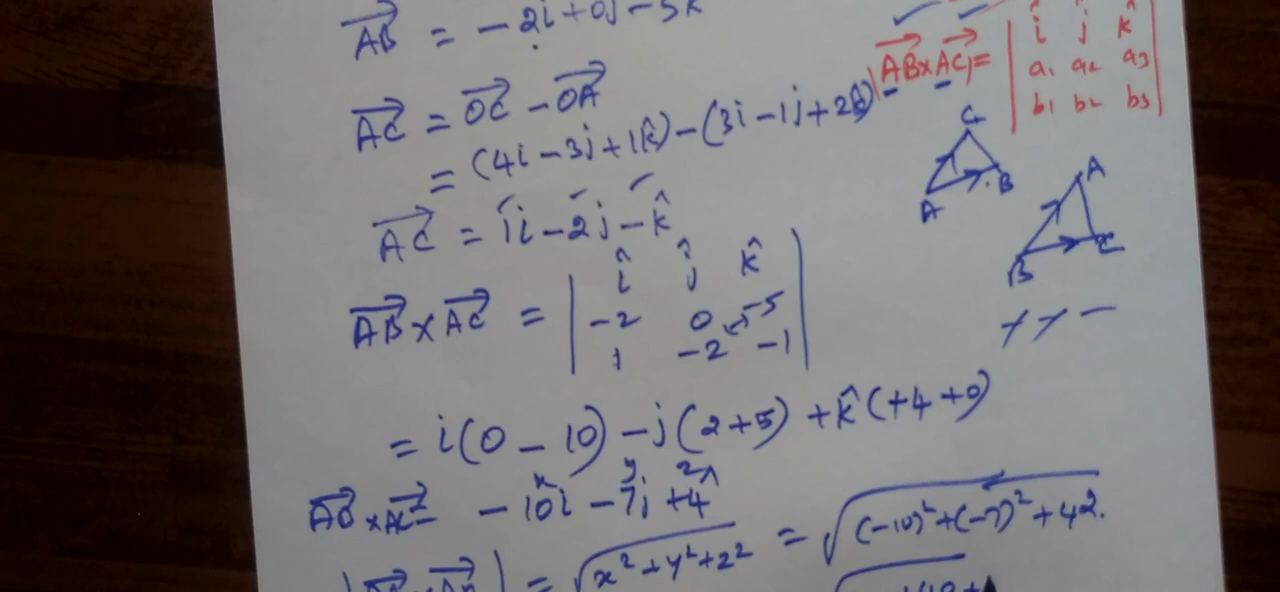 AB = -2i + 0j - 5k
AC = OC - OA
= (4i - 3j + 1k̂) - (3i - 1j + 2k̂)
AC = 1i - 2j - k̂
AB × AC = | î ĵ k̂ |
| -2 0 -5 |
| 1 -2 -1 |
= i(0 - 10) - j(2 + 5) + k̂(+4 + 0)
AB × AC = -10i - 7j + 4
x y z
= √x² + y² + z² = √(-10)² + (-7)² + 4².
|AB × AC| = | î ĵ k̂ |
| a₁ a₂ a₃ |
| b₁ b₂ b₃ |
C
A B
A
B C